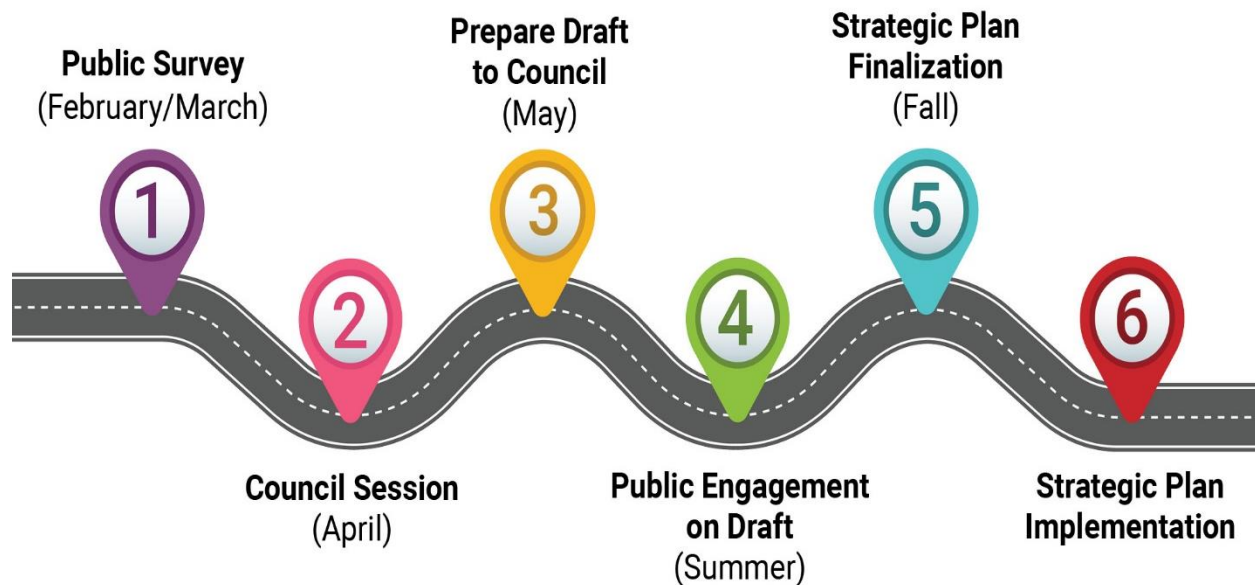 Public Survey
(February/March)
1
2
Council Session
(April)
Prepare Draft
to Council
(May)
3
4
Public Engagement
on Draft
(Summer)
Strategic Plan
Finalization
(Fall)
5
6
Strategic Plan
Implementation